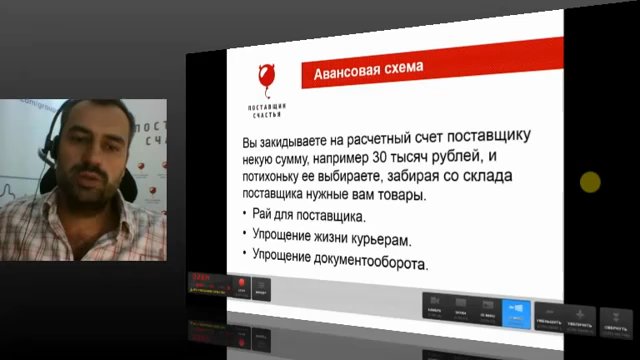 ПОСТАВЩИК
СЧАСТЬЯ
Авансовая схема
Вы закидываете на расчетный счет поставщику
некую сумму, например 30 тысяч рублей, и
потихоньку ее выбираете, забирая со склада
поставщика нужные вам товары.
• Рай для поставщика.
• Упрощение жизни курьерам.
• Упрощение документооборота.